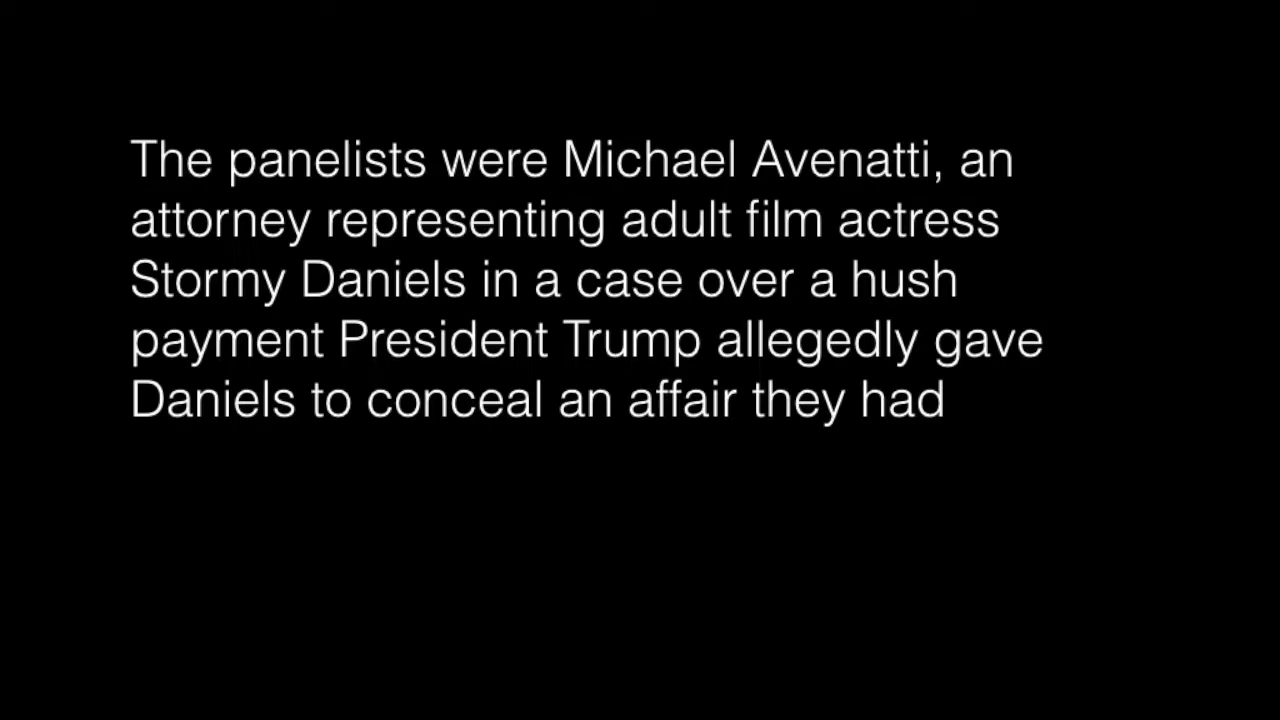 The panelists were Michael Avenatti, an
attorney representing adult film actress
Stormy Daniels in a case over a hush
payment President Trump allegedly gave
Daniels to conceal an affair they had